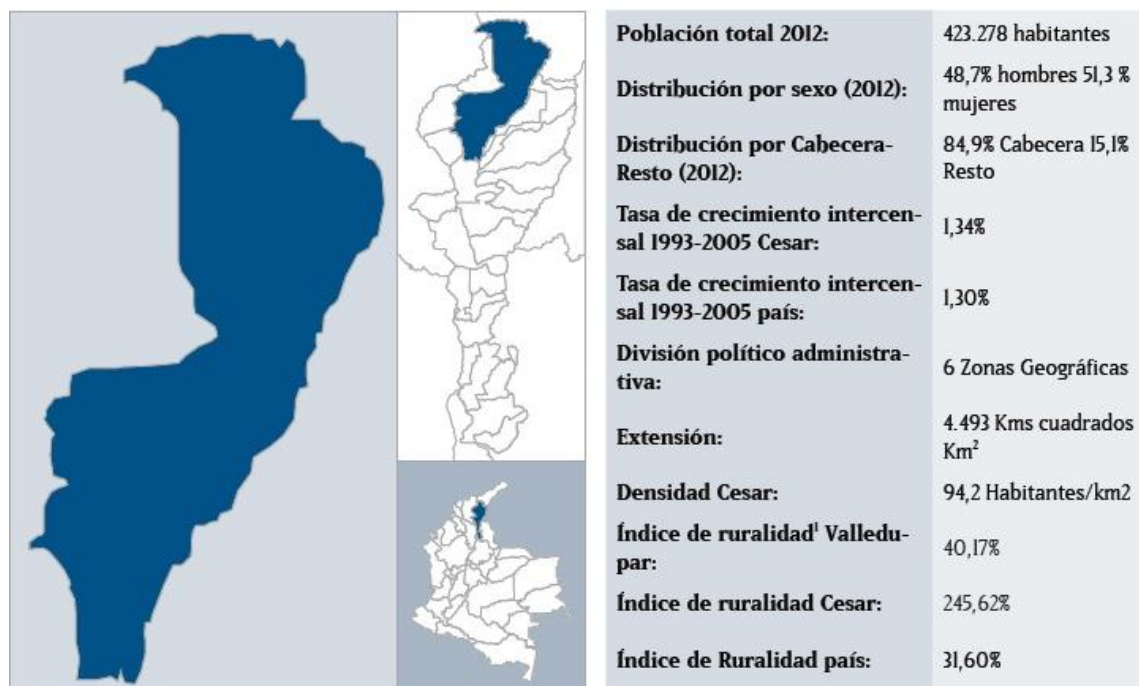 Población total 2012:
423.278 habitantes
Distribución por sexo (2012):
48,7% hombres 51,3 %
mujeres
Distribución por Cabecera-
Resto (2012):
84,9% Cabecera 15,1%
Resto
Tasa de crecimiento intercen-
sal 1993-2005 Cesar:
1,34%
Tasa de crecimiento intercen-
sal 1993-2005 país:
1,30%
División político administra-
tiva:
6 Zonas Geográficas
Extensión:
4.493 Kms cuadrados
Km²
Densidad Cesar:
94,2 Habitantes/km2
Índice de ruralidad¹ Valledu-
par:
40,17%
Índice de ruralidad Cesar:
245,62%
Índice de Ruralidad país:
31,60%